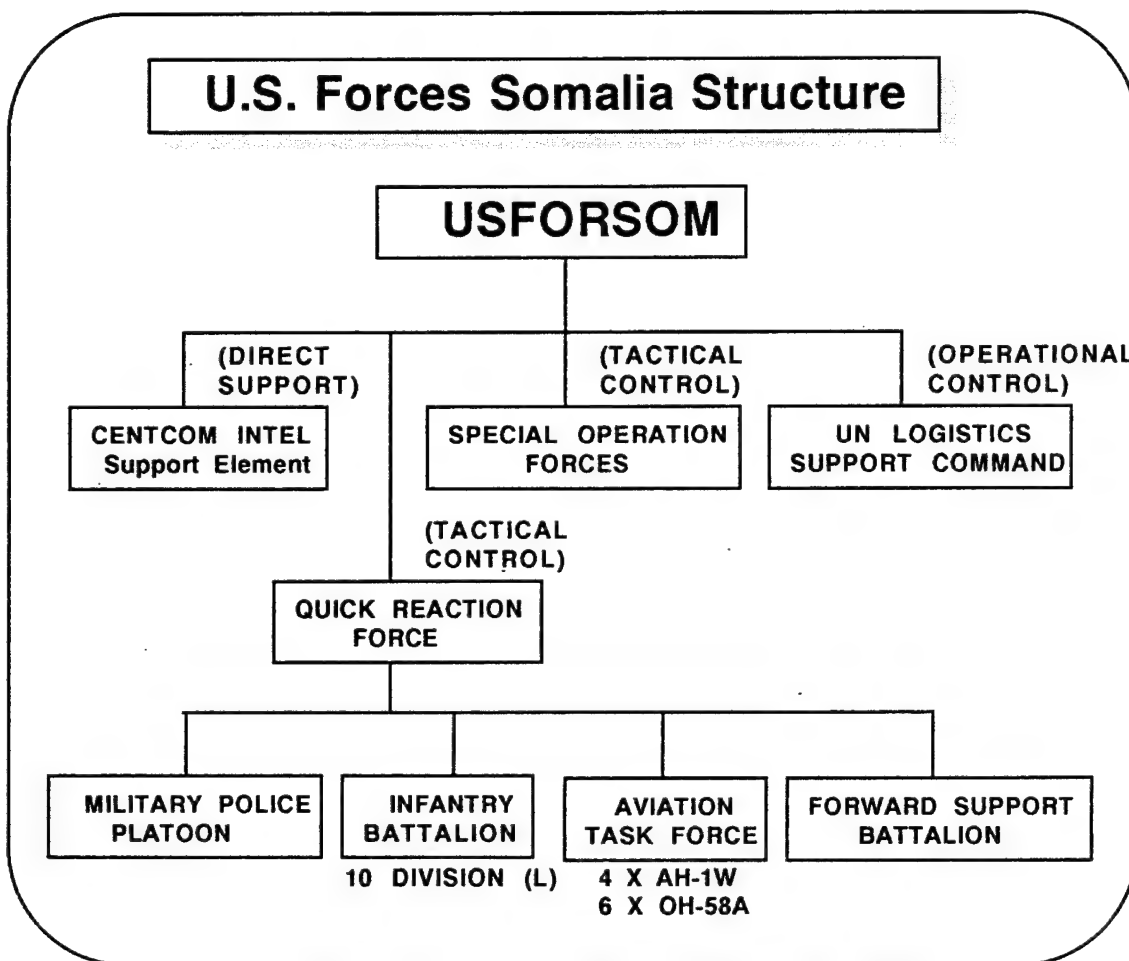 U.S. Forces Somalia Structure
USFORSOM
(DIRECT
SUPPORT)
CENTCOM INTEL
Support Element
(TACTICAL
CONTROL)
SPECIAL OPERATION
FORCES
(OPERATIONAL
CONTROL)
UN LOGISTICS
SUPPORT COMMAND
(TACTICAL
CONTROL)
QUICK REACTION
FORCE
MILITARY POLICE
PLATOON
INFANTRY
BATTALION
10 DIVISION (L)
AVIATION
TASK FORCE
4 X AH-1W
6 X OH-58A
FORWARD SUPPORT
BATTALION